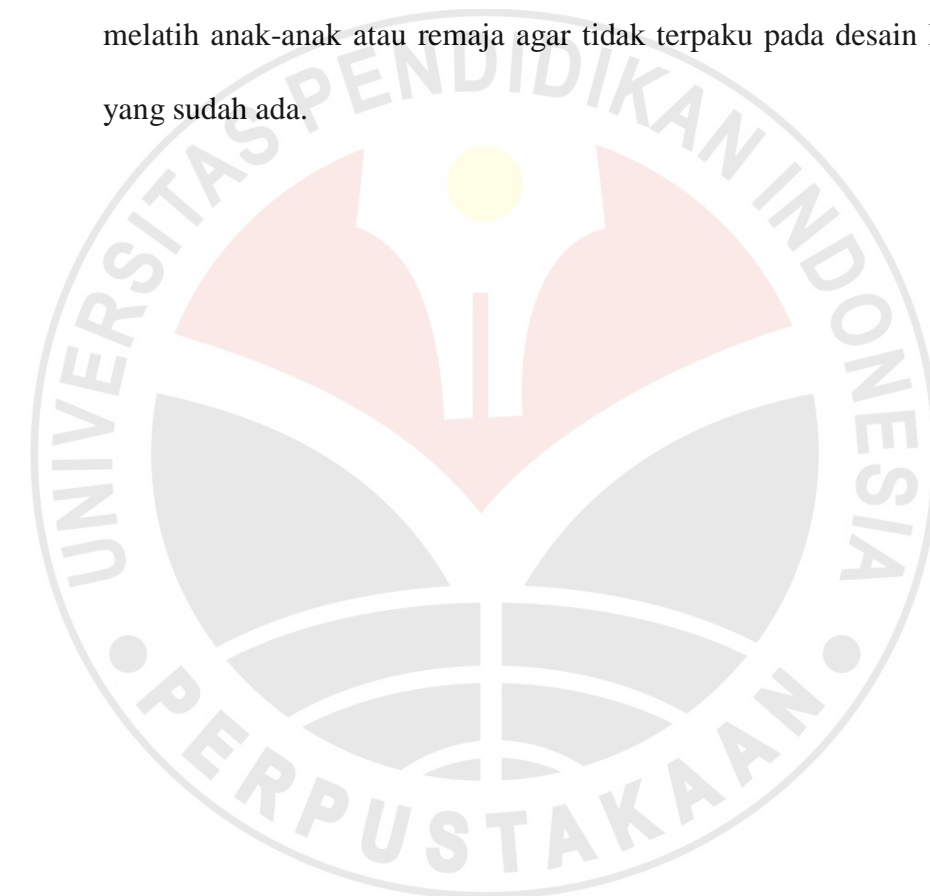 melatih anak-anak atau remaja agar tidak terpaku pada desain
yang sudah ada.
UNIVERSITAS PENDIDIKAN INDONESIA
PERPUSTAKAAN